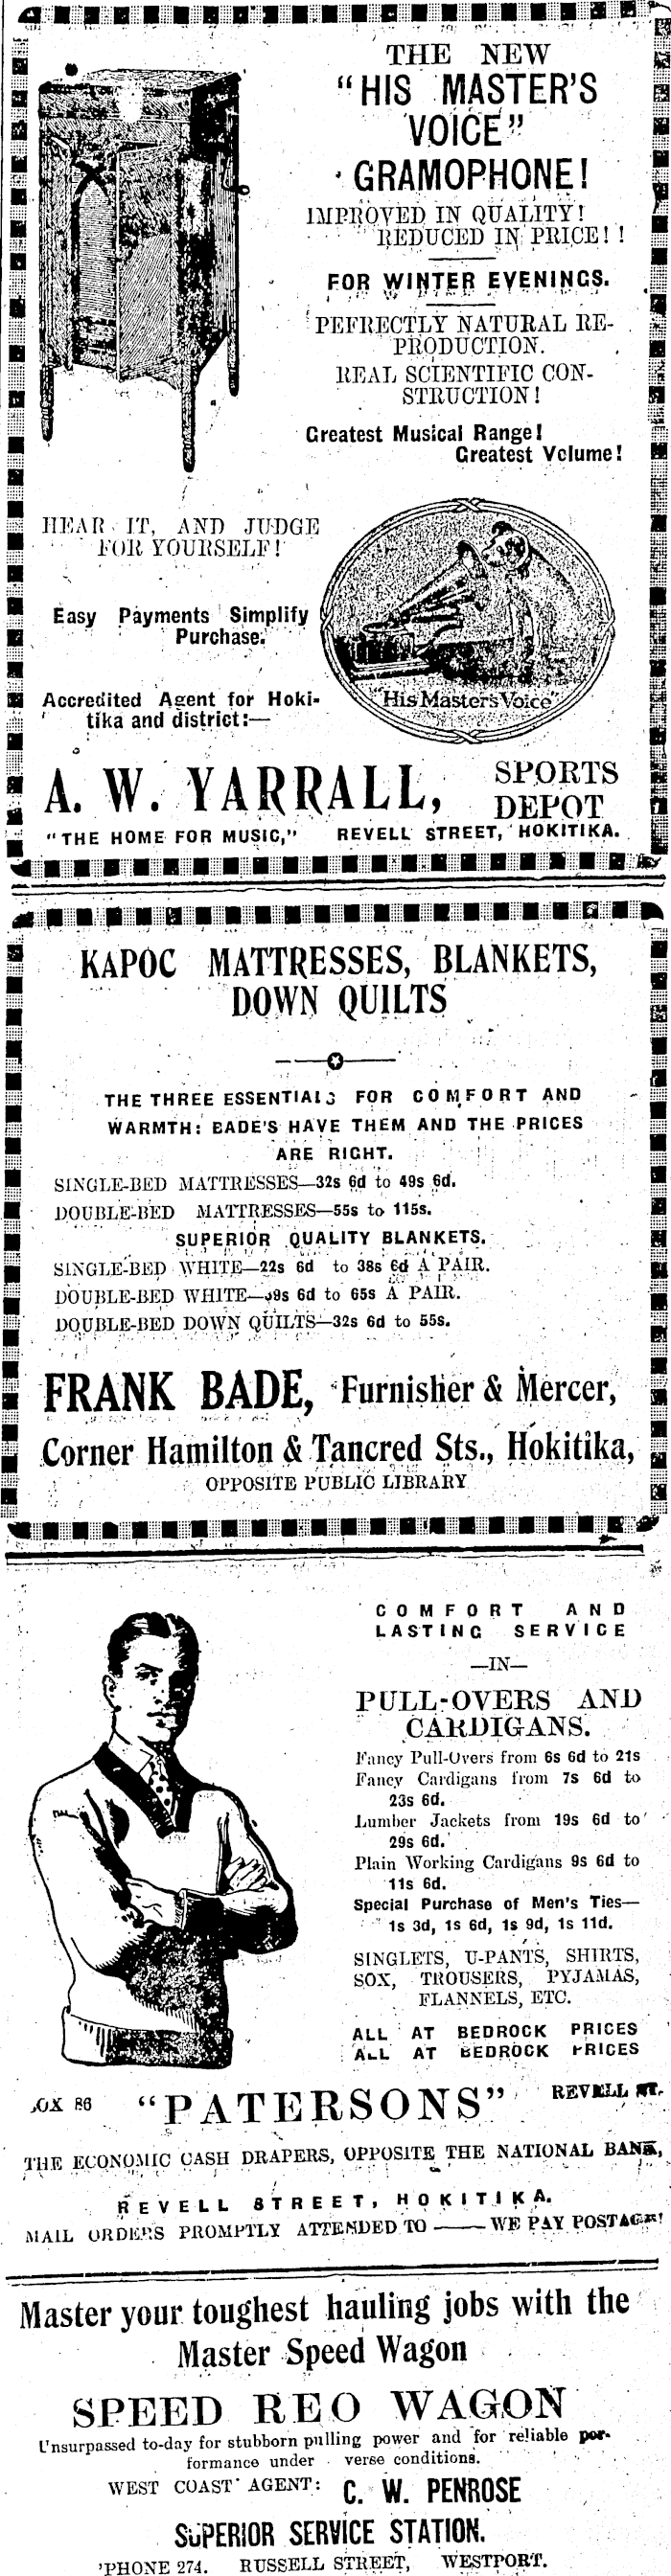 THE NEW
"HIS MASTER'S
VOICE"
GRAMOPHONE!
IMPROVED IN QUALITY!
REDUCED IN PRICE!!
FOR WINTER EVENINGS.
PEFRECTLY NATURAL RE-
PRODUCTION.
REAL SCIENTIFIC CON-
STRUCTION!
Greatest Musical Range!
Greatest Volume!
HEAR IT, AND JUDGE
FOR YOURSELF!
Easy Payments Simplify
Purchase.
"His Master's Voice"
Accredited Agent for Hoki-
tika and district:—
A. W. YARRALL, SPORTS
DEPOT
"THE HOME FOR MUSIC," REVELL STREET, HOKITIKA.
KAPOC MATTRESSES, BLANKETS,
DOWN QUILTS
THE THREE ESSENTIALS FOR COMFORT AND
WARMTH: BADE'S HAVE THEM AND THE PRICES
ARE RIGHT.
SINGLE-BED MATTRESSES—32s 6d to 49s 6d.
DOUBLE-BED MATTRESSES—55s to 115s.
SUPERIOR QUALITY BLANKETS.
SINGLE-BED WHITE—22s 6d to 38s 6d A PAIR.
DOUBLE-BED WHITE— 6d to 65s A PAIR.
DOUBLE-BED DOWN QUILTS—32s 6d to 55s.
FRANK BADE, Furnisher & Mercer,
Corner Hamilton & Tancred Sts., Hokitika,
OPPOSITE PUBLIC LIBRARY
COMFORT AND
LASTING SERVICE
—IN—
PULL-OVERS AND
CARDIGANS.
Fancy Pull-Overs from 6s 6d to 21s
Fancy Cardigans from 7s 6d to
23s 6d.
Lumber Jackets from 19s 6d to
29s 6d.
Plain Working Cardigans 9s 6d to
11s 6d.
Special Purchase of Men's Ties—
1s 3d, 1s 6d, 1s 9d, 1s 11d.
SINGLETS, U-PANTS, SHIRTS,
SOX, TROUSERS, PYJAMAS,
FLANNELS, ETC.
ALL AT BEDROCK PRICES
ALL AT BEDROCK PRICES
BOX 86 "PATERSONS" REVELL ST.
THE ECONOMIC CASH DRAPERS, OPPOSITE THE NATIONAL BANK,
REVELL STREET, HOKITIKA.
MAIL ORDERS PROMPTLY ATTENDED TO —— WE PAY POSTAGE!
Master your toughest hauling jobs with the
Master Speed Wagon
SPEED REO WAGON
Unsurpassed to-day for stubborn pulling power and for reliable per-
formance under verse conditions.
WEST COAST AGENT: C. W. PENROSE
SUPERIOR SERVICE STATION.
'PHONE 274. RUSSELL STREET, WESTPORT.